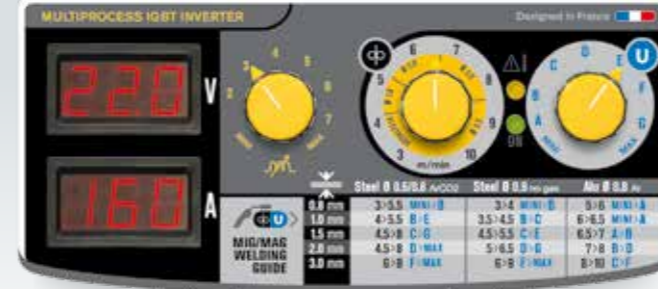 MULTIPROCESS IGBT INVERTER
Designed in France
220 V
160 A
2 3 4 5 6 7
MINI MAX
3 4 5 6 7 8 9 10
m/min
ON
A B C D E F G
MINI MAX
U
MIG/MAG
WELDING
GUIDE
Steel Ø 0.6/0.8 Ar/CO2 Steel Ø 0.9 no gas Alu Ø 0.8 Ar
0.8 mm 3>5.5 MINI>D 3>4 MINI>B 5>6 MINI>A
1.0 mm 4>5.5 B>E 3.5>4.5 B>C 6>6.5 MINI>A
1.5 mm 4.5>8 C>G 4.5>5.5 C>E 6.5>7 A>B
2.0 mm 4.5>8 D>MAX 5>6.5 D>G 7>8 B>D
3.0 mm 6>8 F>MAX 6>9 E>MAX 8>10 C>F